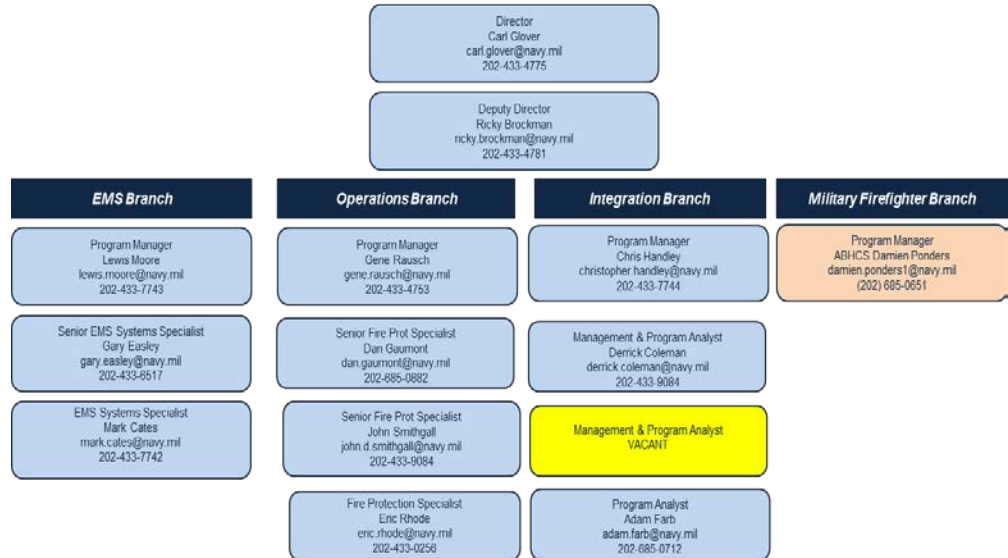 Director
Carl Glover
carl.glover@navy.mil
202-433-4775
Deputy Director
Ricky Brockman
ricky.brockman@navy.mil
202-433-4781
EMS Branch
Program Manager
Lewis Moore
lewis.moore@navy.mil
202-433-7743
Senior EMS Systems Specialist
Gary Easley
gary.easley@navy.mil
202-433-6517
EMS Systems Specialist
Mark Cates
mark.cates@navy.mil
202-433-7742
Operations Branch
Program Manager
Gene Rausch
gene.rausch@navy.mil
202-433-4753
Senior Fire Prot Specialist
Dan Gaumont
dan.gaumont@navy.mil
202-685-0882
Senior Fire Prot Specialist
John Smithgall
john.d.smithgall@navy.mil
202-433-9084
Fire Protection Specialist
Eric Rhode
eric.rhode@navy.mil
202-433-0256
Integration Branch
Program Manager
Chris Handley
christopher.handley@navy.mil
202-433-7744
Management & Program Analyst
Derrick Coleman
derrick.coleman@navy.mil
202-433-9084
Management & Program Analyst
VACANT
Program Analyst
Adam Farb
adam.farb@navy.mil
202-685-0712
Military Firefighter Branch
Program Manager
ABHCS Damien Ponders
damien.ponders1@navy.mil
(202) 685-0651